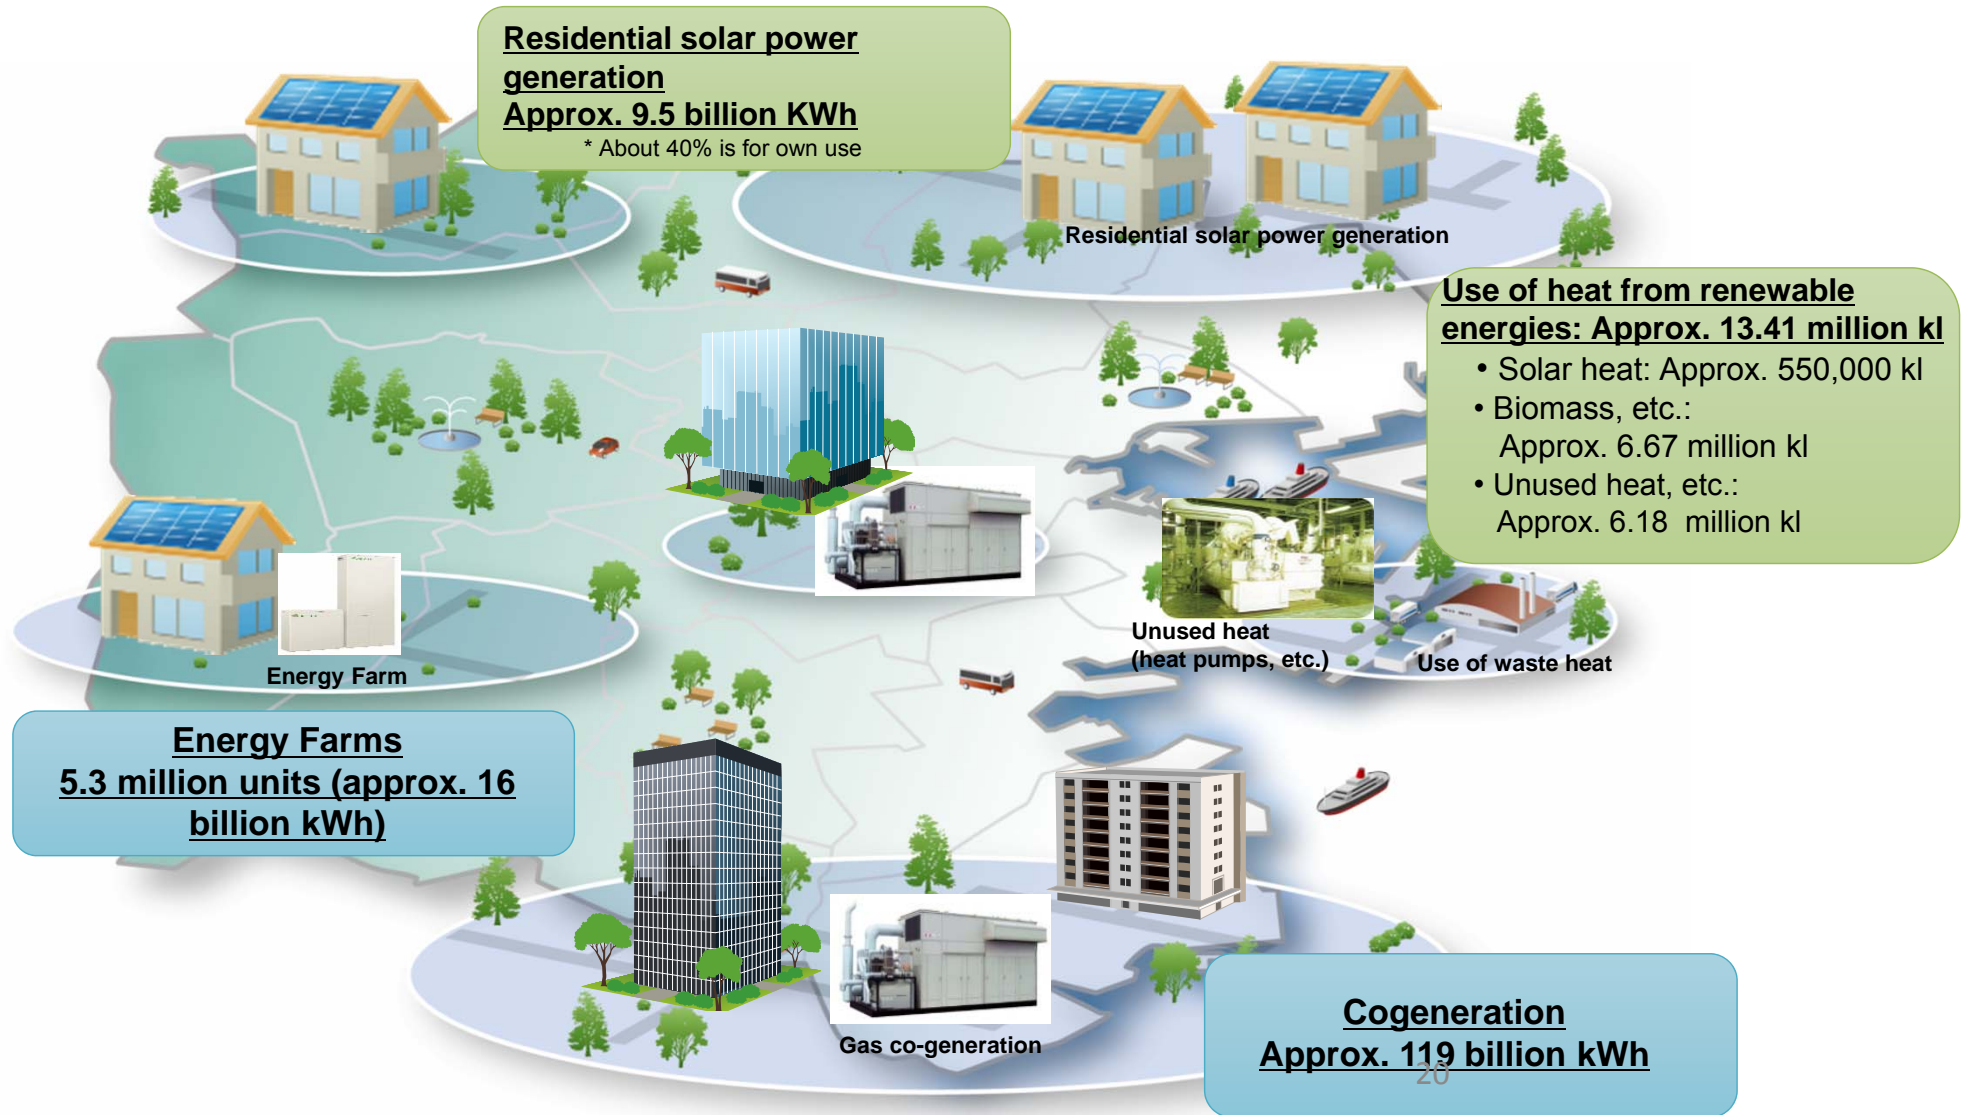 Residential solar power
generation
Approx. 9.5 billion KWh
* About 40% is for own use
Residential solar power generation
Use of heat from renewable
energies: Approx. 13.41 million kl
• Solar heat: Approx. 550,000 kl
• Biomass, etc.:
Approx. 6.67 million kl
• Unused heat, etc.:
Approx. 6.18 million kl
Unused heat
(heat pumps, etc.)
Use of waste heat
Energy Farm
Energy Farms
5.3 million units (approx. 16
billion kWh)
Gas co-generation
Cogeneration
Approx. 119 billion kWh
20